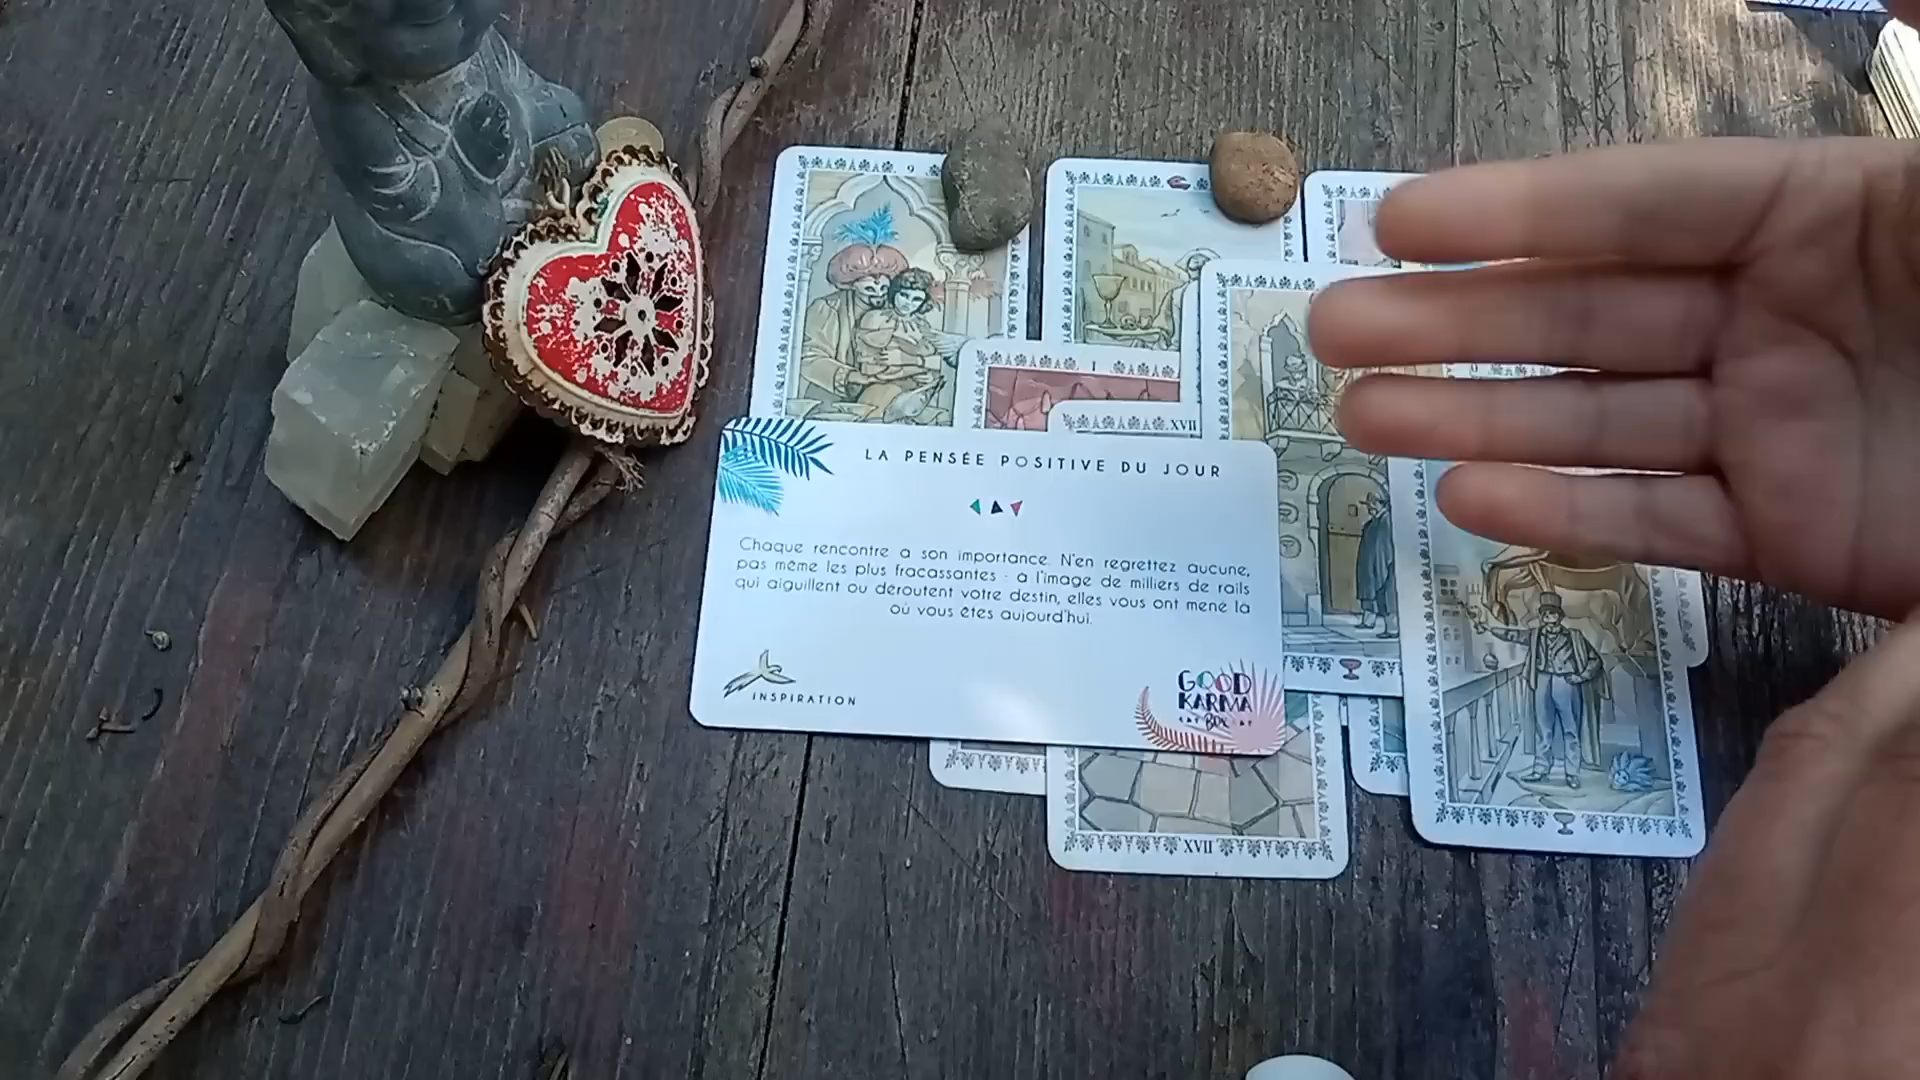 9
I
XVII
LA PENSÉE POSITIVE DU JOUR
Chaque rencontre a son importance. N'en regrettez aucune,
pas même les plus fracassantes : à l'image de milliers de rails
qui aiguillent ou déroutent votre destin, elles vous ont mené là
où vous êtes aujourd'hui.
INSPIRATION
GOOD
KARMA
BOX
XVII